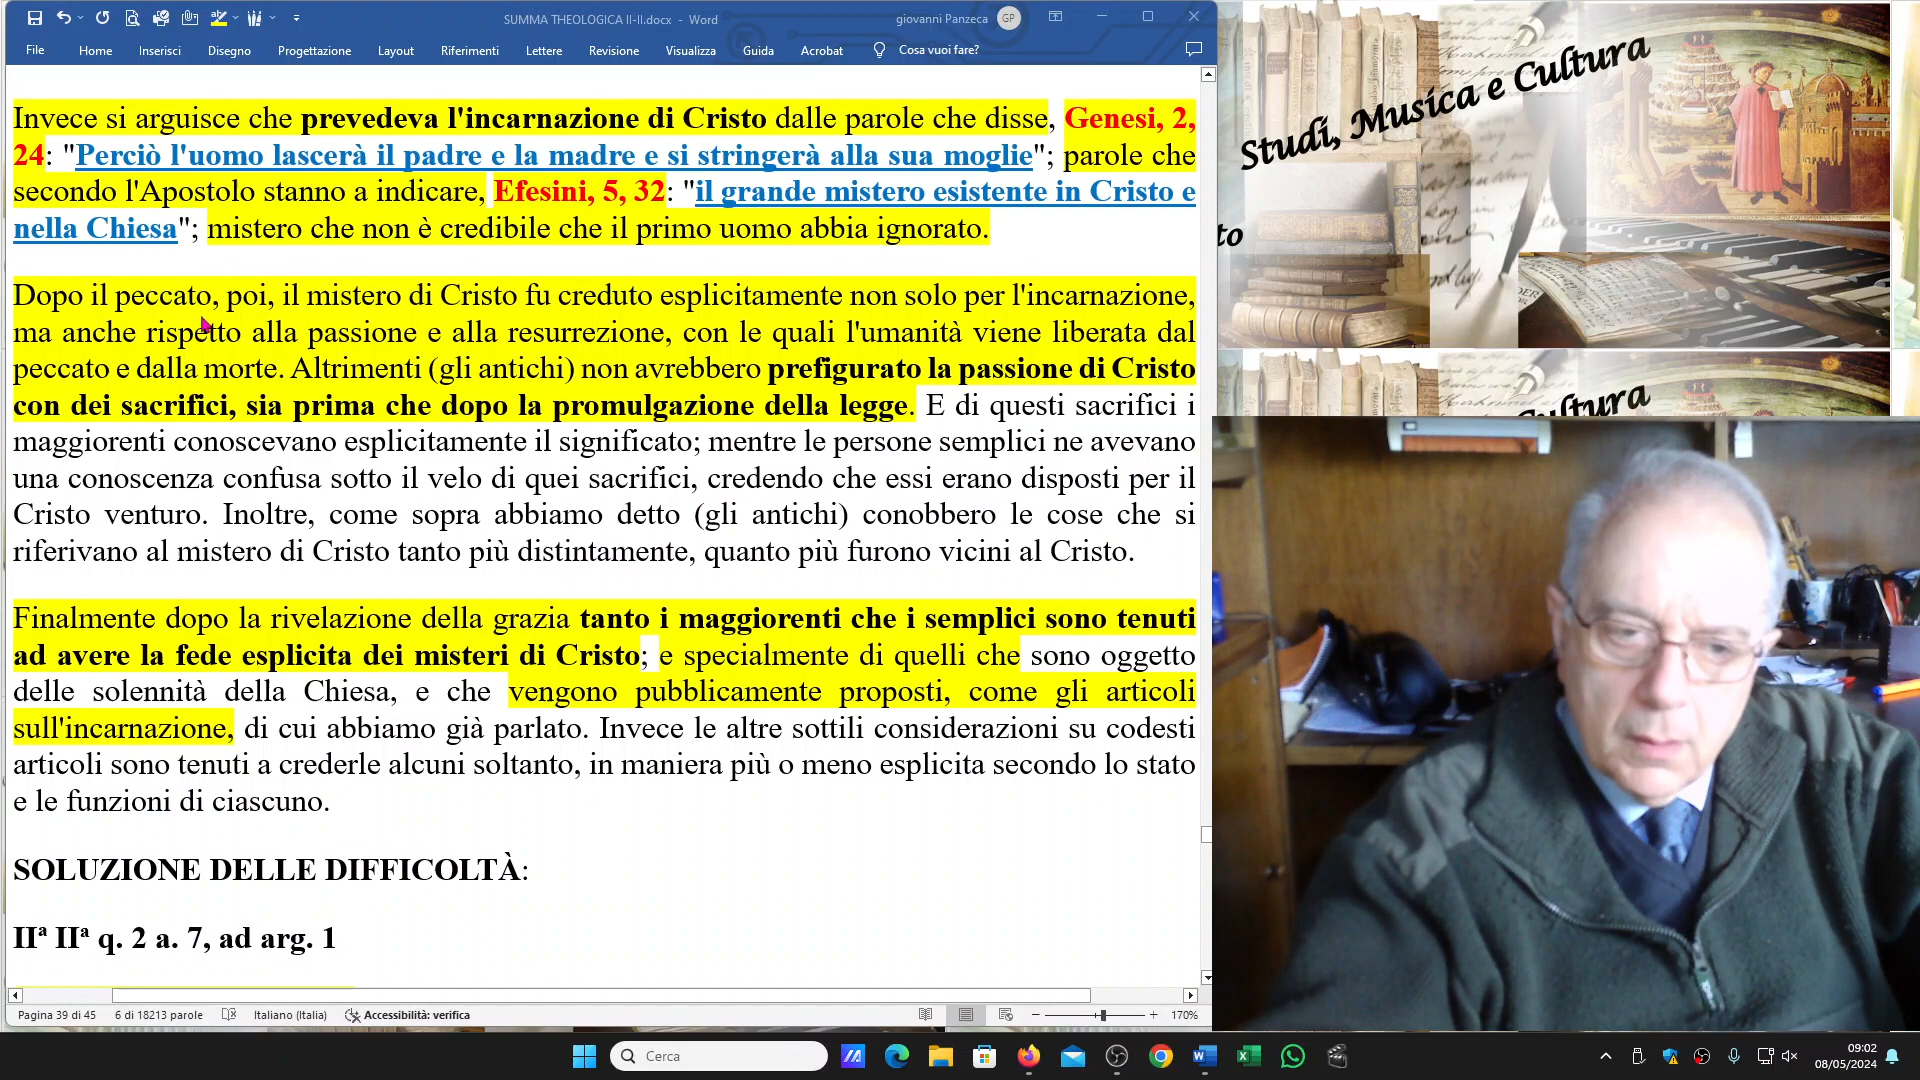 SUMMA THEOLOGICA II-II.docx - Word
giovanni Panzeca
GP
File Home Inserisci Disegno Progettazione Layout Riferimenti Lettere Revisione Visualizza Guida Acrobat Cosa vuoi fare?
Invece si arguisce che prevedeva l'incarnazione di Cristo dalle parole che disse, Genesi, 2,
24: "Perciò l'uomo lascerà il padre e la madre e si stringerà alla sua moglie"; parole che
secondo l'Apostolo stanno a indicare, Efesini, 5, 32: "il grande mistero esistente in Cristo e
nella Chiesa"; mistero che non è credibile che il primo uomo abbia ignorato.
Dopo il peccato, poi, il mistero di Cristo fu creduto esplicitamente non solo per l'incarnazione,
ma anche rispetto alla passione e alla resurrezione, con le quali l'umanità viene liberata dal
peccato e dalla morte. Altrimenti (gli antichi) non avrebbero prefigurato la passione di Cristo
con dei sacrifici, sia prima che dopo la promulgazione della legge. E di questi sacrifici i
maggiorenti conoscevano esplicitamente il significato; mentre le persone semplici ne avevano
una conoscenza confusa sotto il velo di quei sacrifici, credendo che essi erano disposti per il
Cristo venturo. Inoltre, come sopra abbiamo detto (gli antichi) conobbero le cose che si
riferivano al mistero di Cristo tanto più distintamente, quanto più furono vicini al Cristo.
Finalmente dopo la rivelazione della grazia tanto i maggiorenti che i semplici sono tenuti
ad avere la fede esplicita dei misteri di Cristo; e specialmente di quelli che sono oggetto
delle solennità della Chiesa, e che vengono pubblicamente proposti, come gli articoli
sull'incarnazione, di cui abbiamo già parlato. Invece le altre sottili considerazioni su codesti
articoli sono tenuti a crederle alcuni soltanto, in maniera più o meno esplicita secondo lo stato
e le funzioni di ciascuno.
SOLUZIONE DELLE DIFFICOLTÀ:
IIª IIª q. 2 a. 7, ad arg. 1
Pagina 39 di 45 6 di 18213 parole Italiano (Italia) Accessibilità: verifica 170%
Studi, Musica e Cultura
to
Cultura
Cerca
09:02
08/05/2024